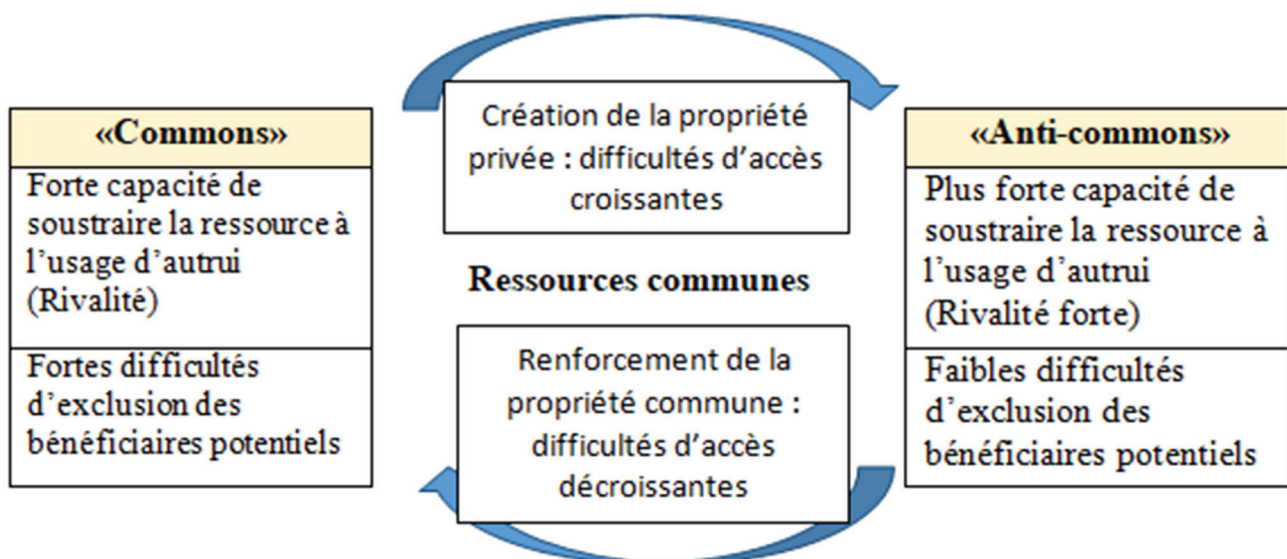 «Commons»
Forte capacité de
soustraire la ressource à
l’usage d’autrui
(Rivalité)
Fortes difficultés
d’exclusion des
bénéficiaires potentiels
Création de la propriété
privée : difficultés d’accès
croissantes
Ressources communes
Renforcement de la
propriété commune :
difficultés d’accès
décroissantes
«Anti-commons»
Plus forte capacité de
soustraire la ressource à
l’usage d’autrui
(Rivalité forte)
Faibles difficultés
d’exclusion des
bénéficiaires potentiels